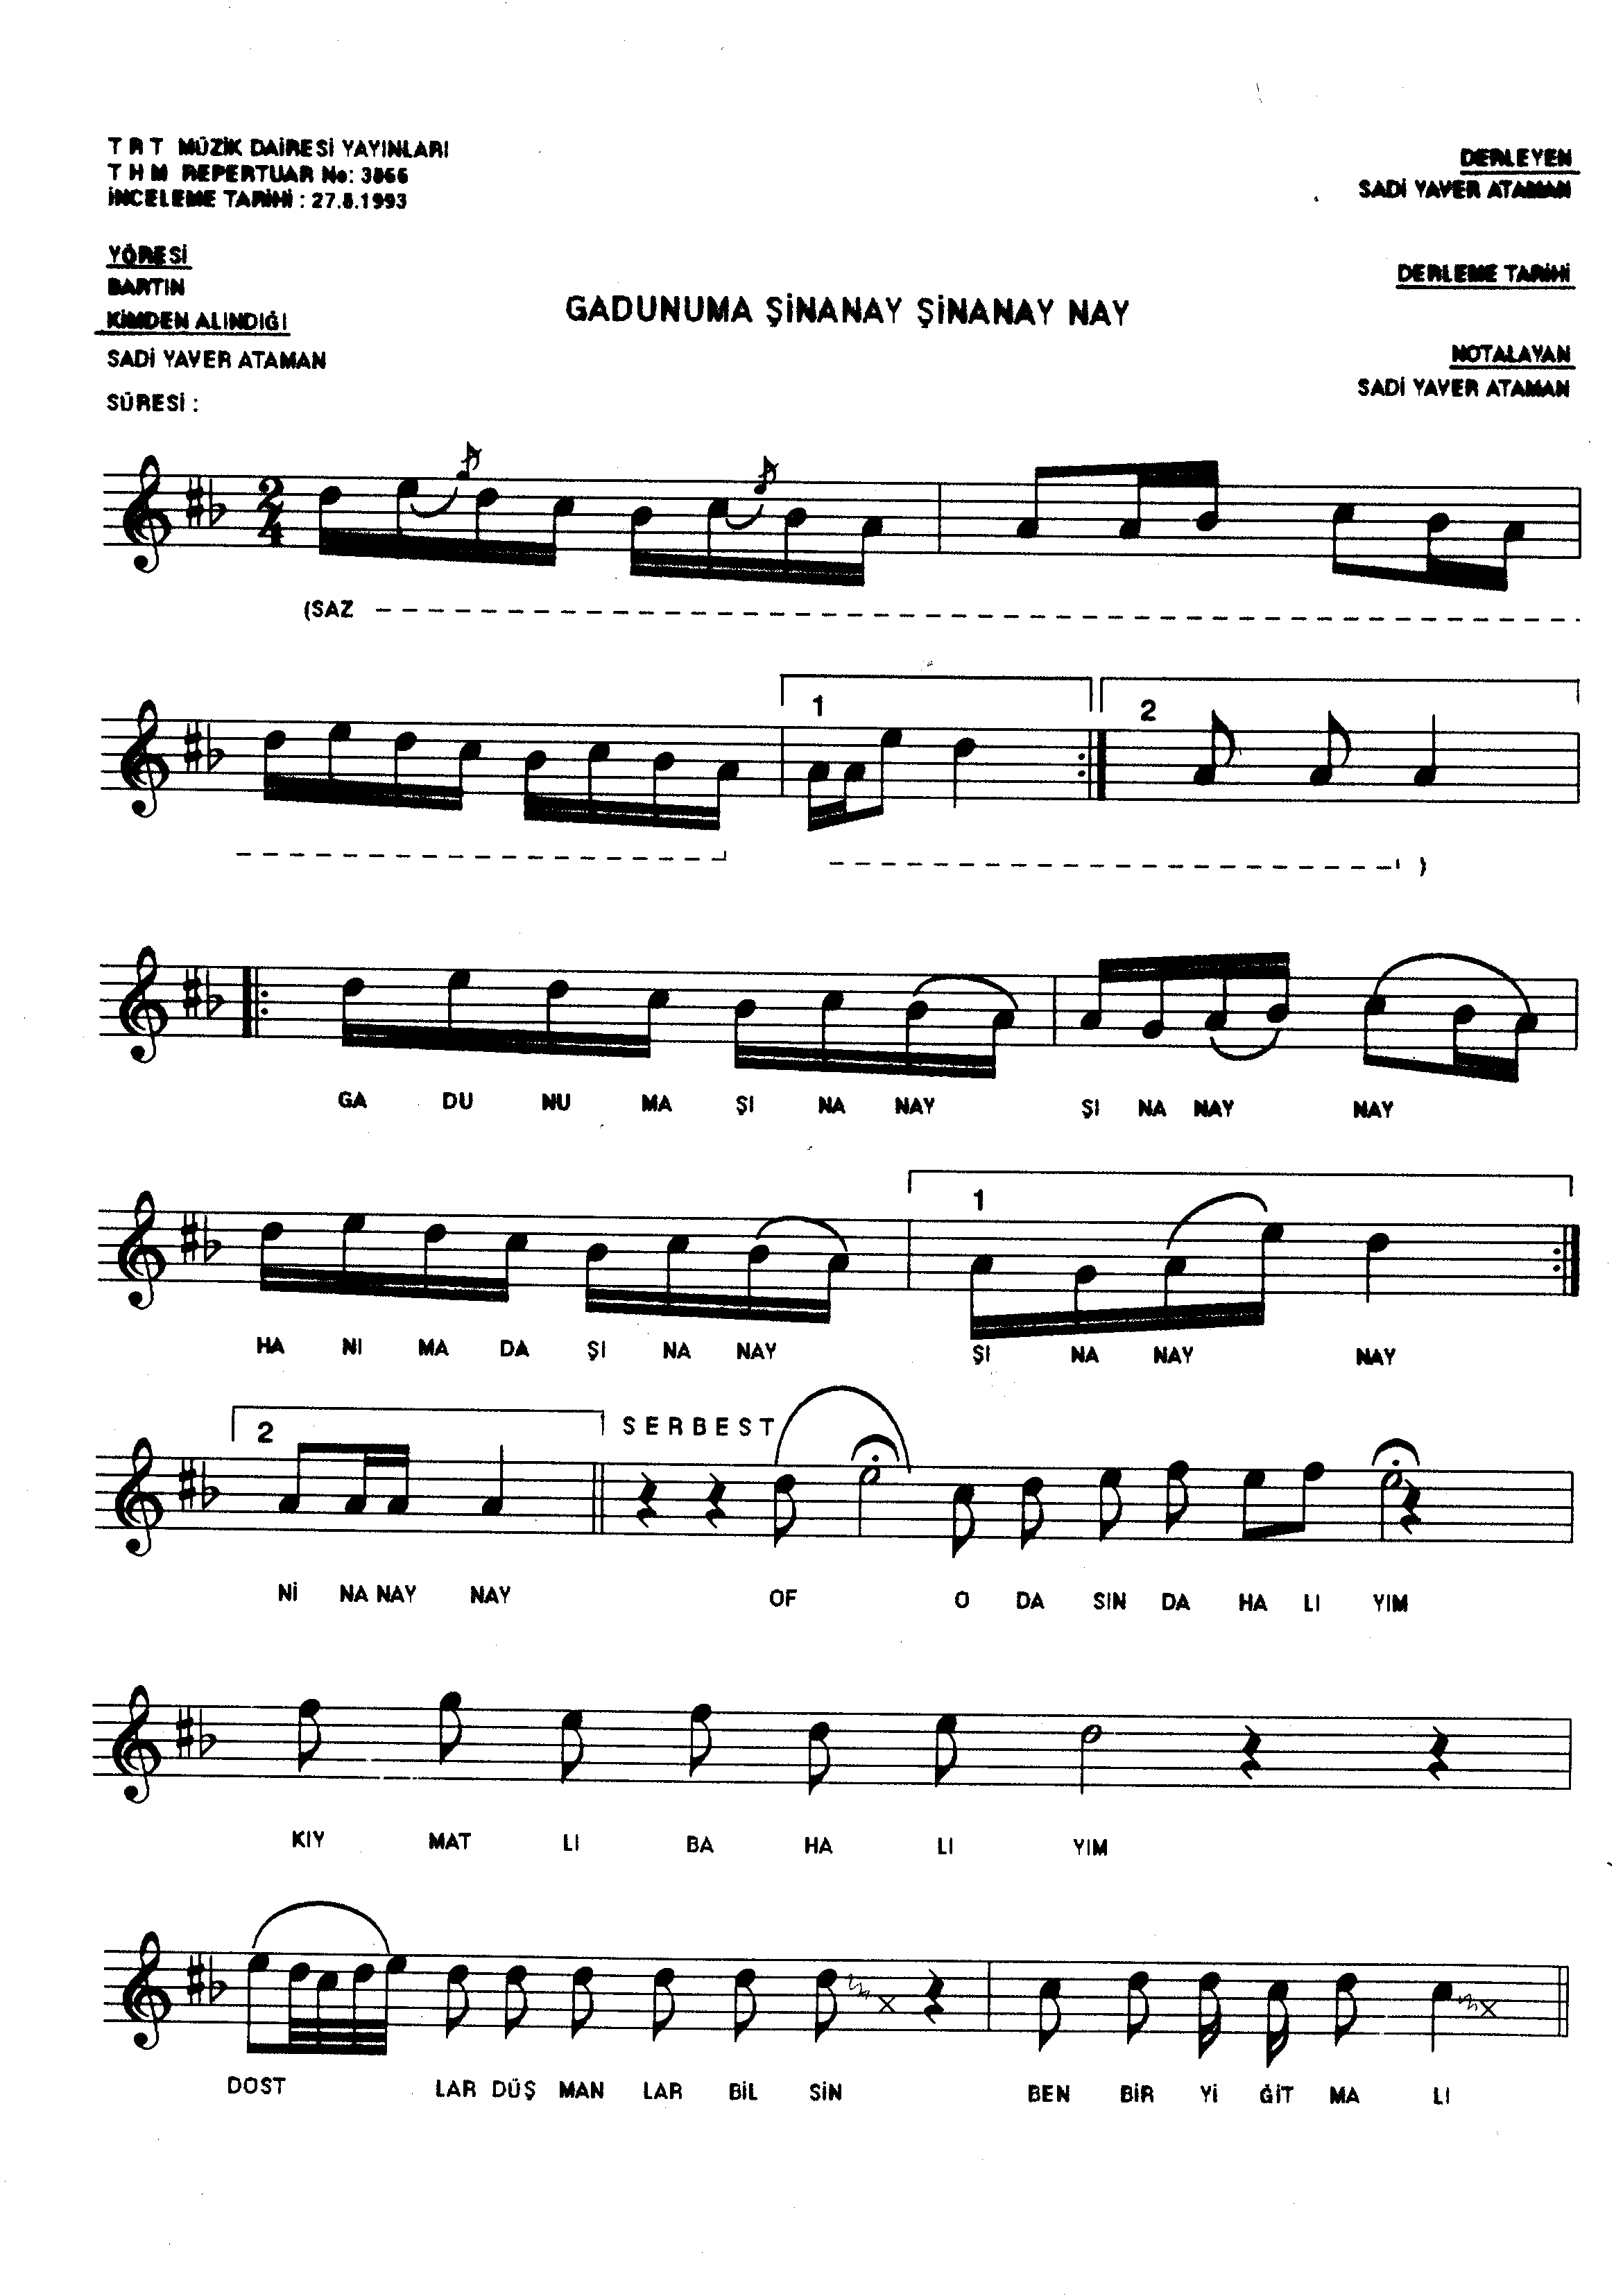 T R T MÜZİK DAİRESİ YAYINLARI
T H M REPERTUAR No: 3866
İNCELEME TARİHİ : 27.8.1993
DERLEYEN
SADİ YAVER ATAMAN
YÖRESİ
BARTIN
DERLEME TARİHİ
KİMDEN ALINDIĞI
SADİ YAVER ATAMAN
GADUNUMA ŞİNANAY ŞİNANAY NAY
NOTALAYAN
SADİ YAVER ATAMAN
SÜRESİ :
2
4
(SAZ
1
2
)
GA DU NU MA ŞI NA NAY ŞI NA NAY NAY
1
HA NI MA DA ŞI NA NAY ŞI NA NAY NAY
2
SERBEST
Nİ NA NAY NAY OF O DA SIN DA HA LI YIM
KIY MAT LI BA HA LI YIM
DOST LAR DÜŞ MAN LAR BİL SİN BEN BİR Yİ ĞİT MA LI